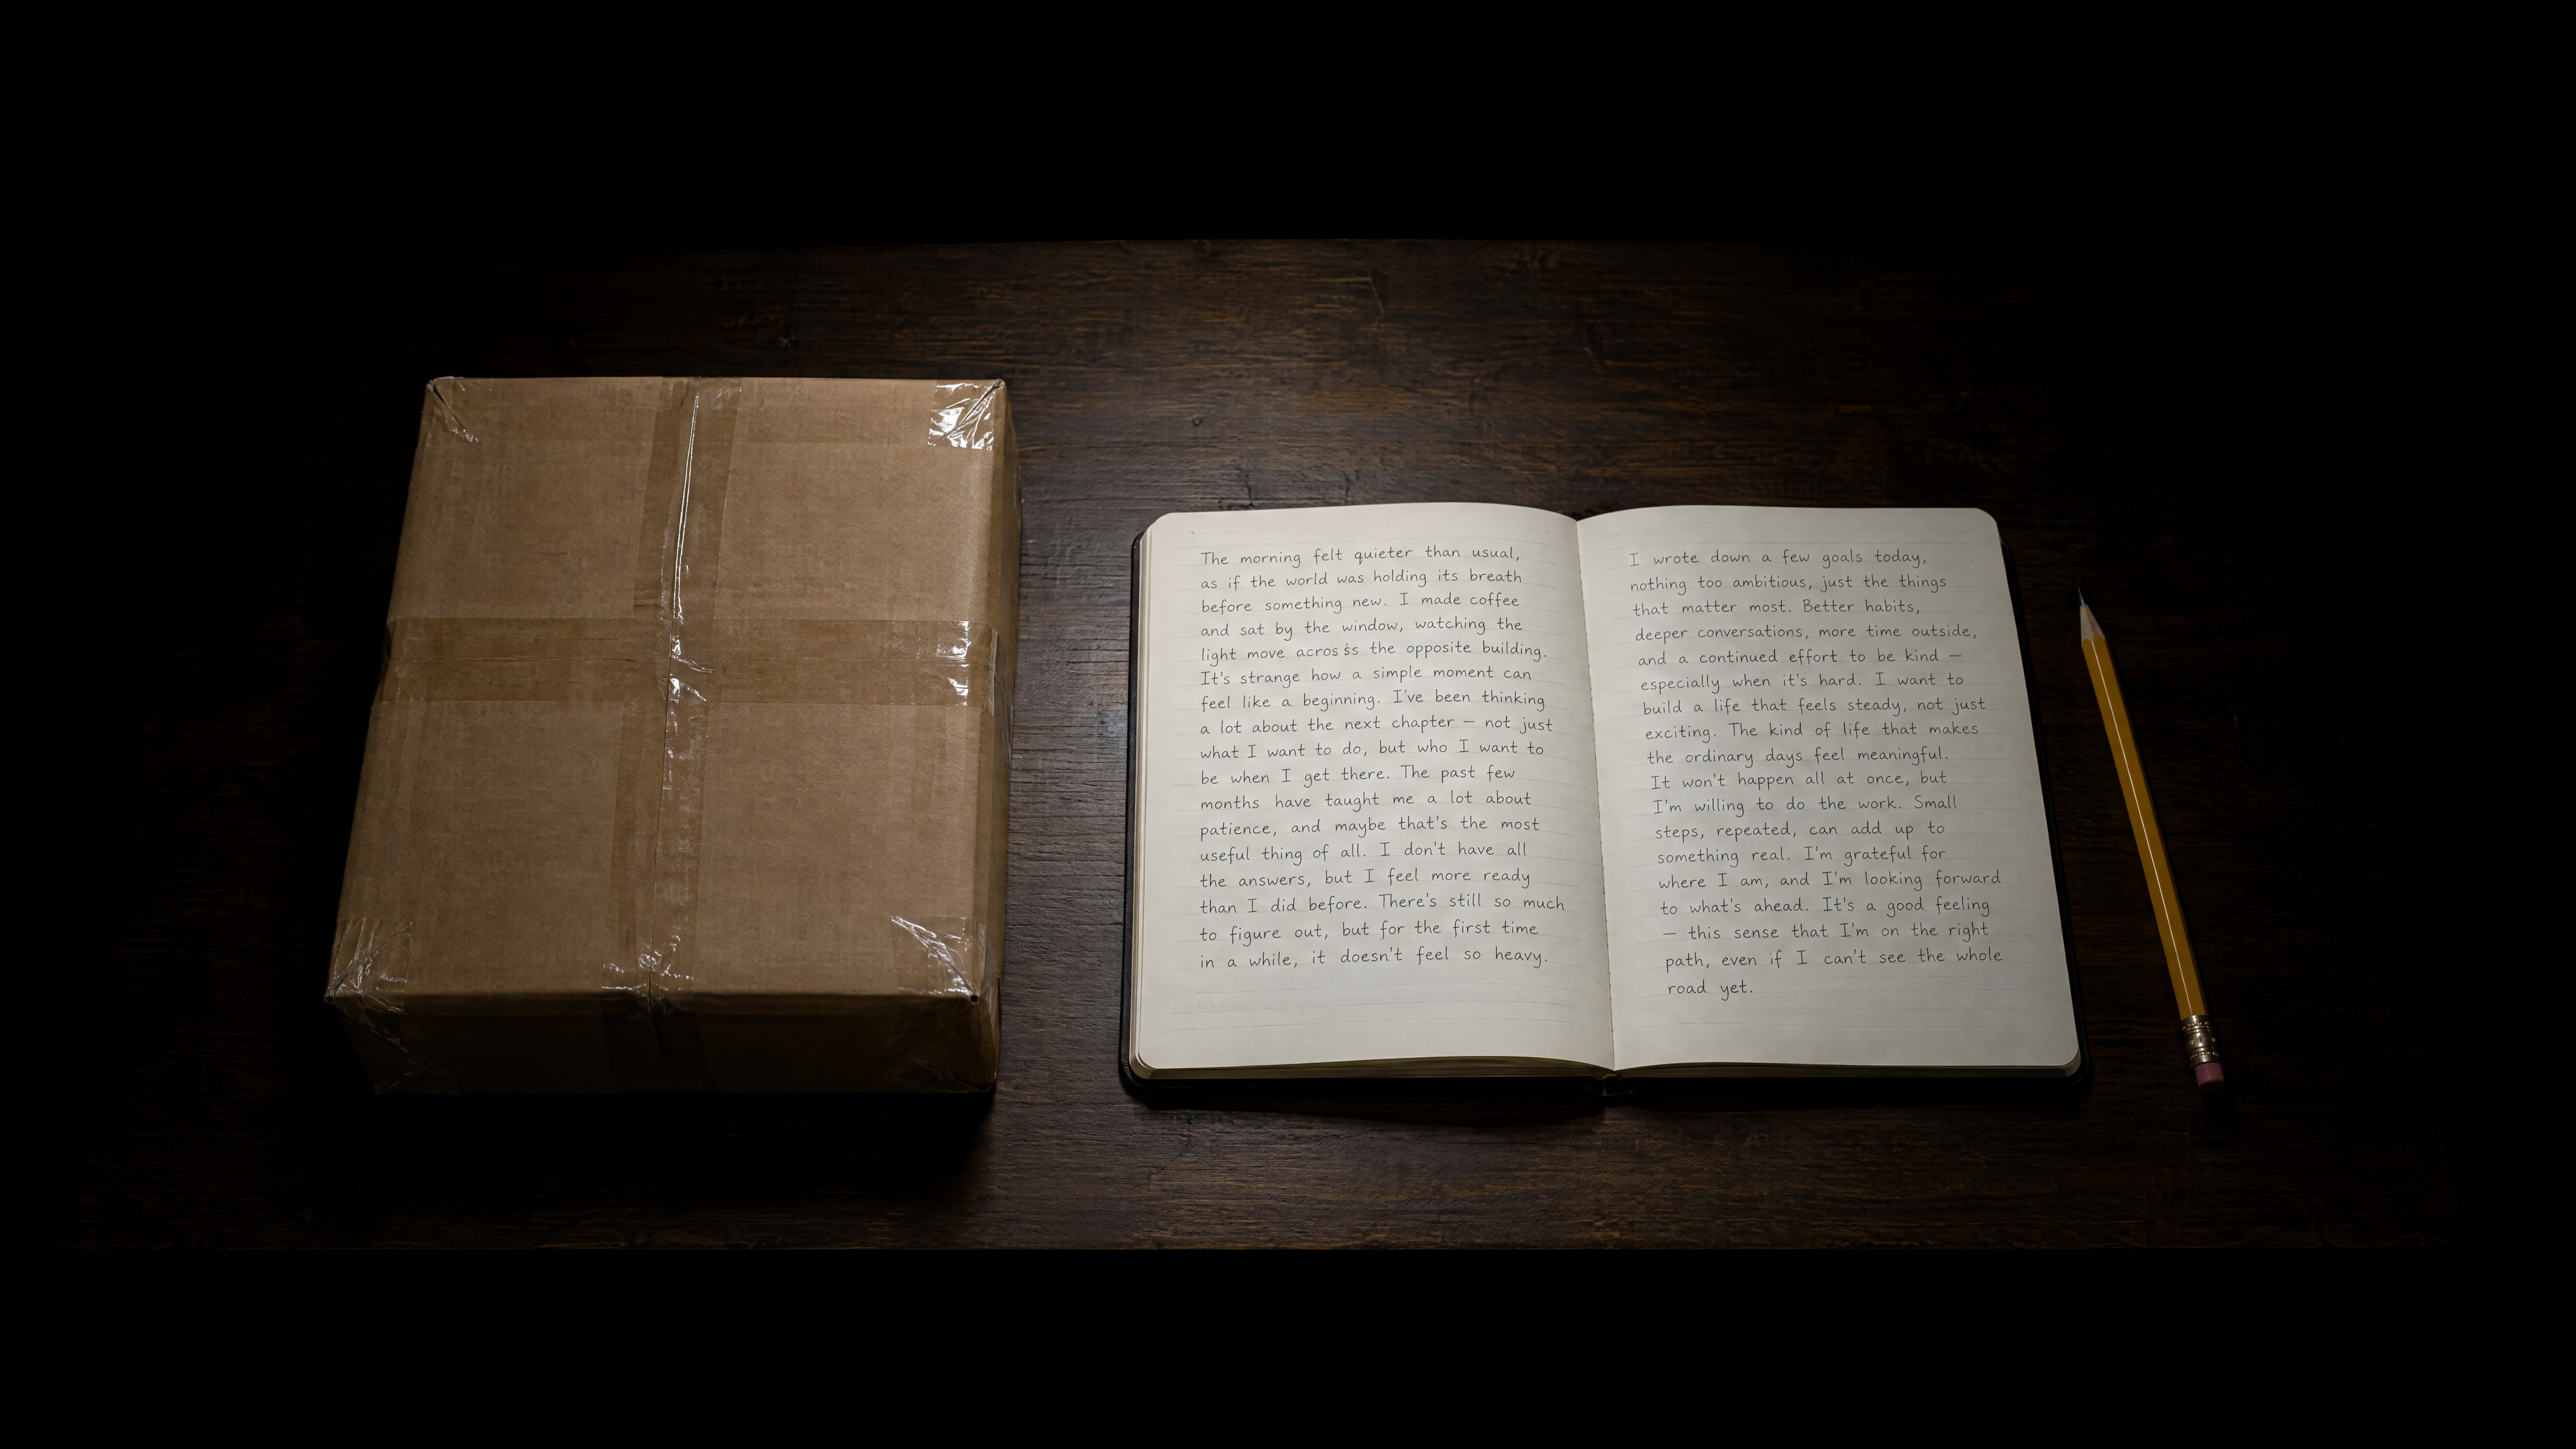 The morning felt quieter than usual,
as if the world was holding its breath
before something new. I made coffee
and sat by the window, watching the
light move across the opposite building.
It's strange how a simple moment can
feel like a beginning. I've been thinking
a lot about the next chapter — not just
what I want to do, but who I want to
be when I get there. The past few
months have taught me a lot about
patience, and maybe that's the most
useful thing of all. I don't have all
the answers, but I feel more ready
than I did before. There's still so much
to figure out, but for the first time
in a while, it doesn't feel so heavy.
I wrote down a few goals today,
nothing too ambitious, just the things
that matter most. Better habits,
deeper conversations, more time outside,
and a continued effort to be kind —
especially when it's hard. I want to
build a life that feels steady, not just
exciting. The kind of life that makes
the ordinary days feel meaningful.
It won't happen all at once, but
I'm willing to do the work. Small
steps, repeated, can add up to
something real. I'm grateful for
where I am, and I'm looking forward
to what's ahead. It's a good feeling
— this sense that I'm on the right
path, even if I can't see the whole
road yet.